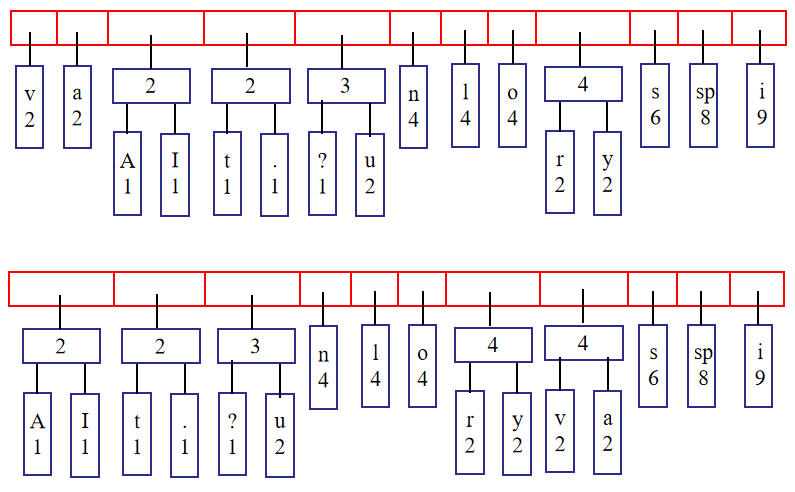 2 2 3 4
v a n l o s sp i
2 2 4 4 4 6 8 9
A I t . ? u r y
1 1 1 1 1 2 2 2
2 2 3 4 4
n l o s sp i
4 4 4 6 8 9
A I t . ? u r y v a
1 1 1 1 1 2 2 2 2 2